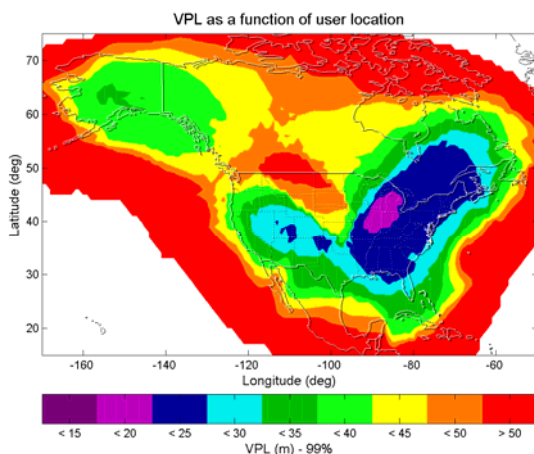 VPL as a function of user location
Latitude (deg)
70
60
50
40
30
20
-160 -140 -120 -100 -80 -60
Longitude (deg)
< 15 < 20 < 25 < 30 < 35 < 40 < 45 < 50 > 50
VPL (m) - 99%